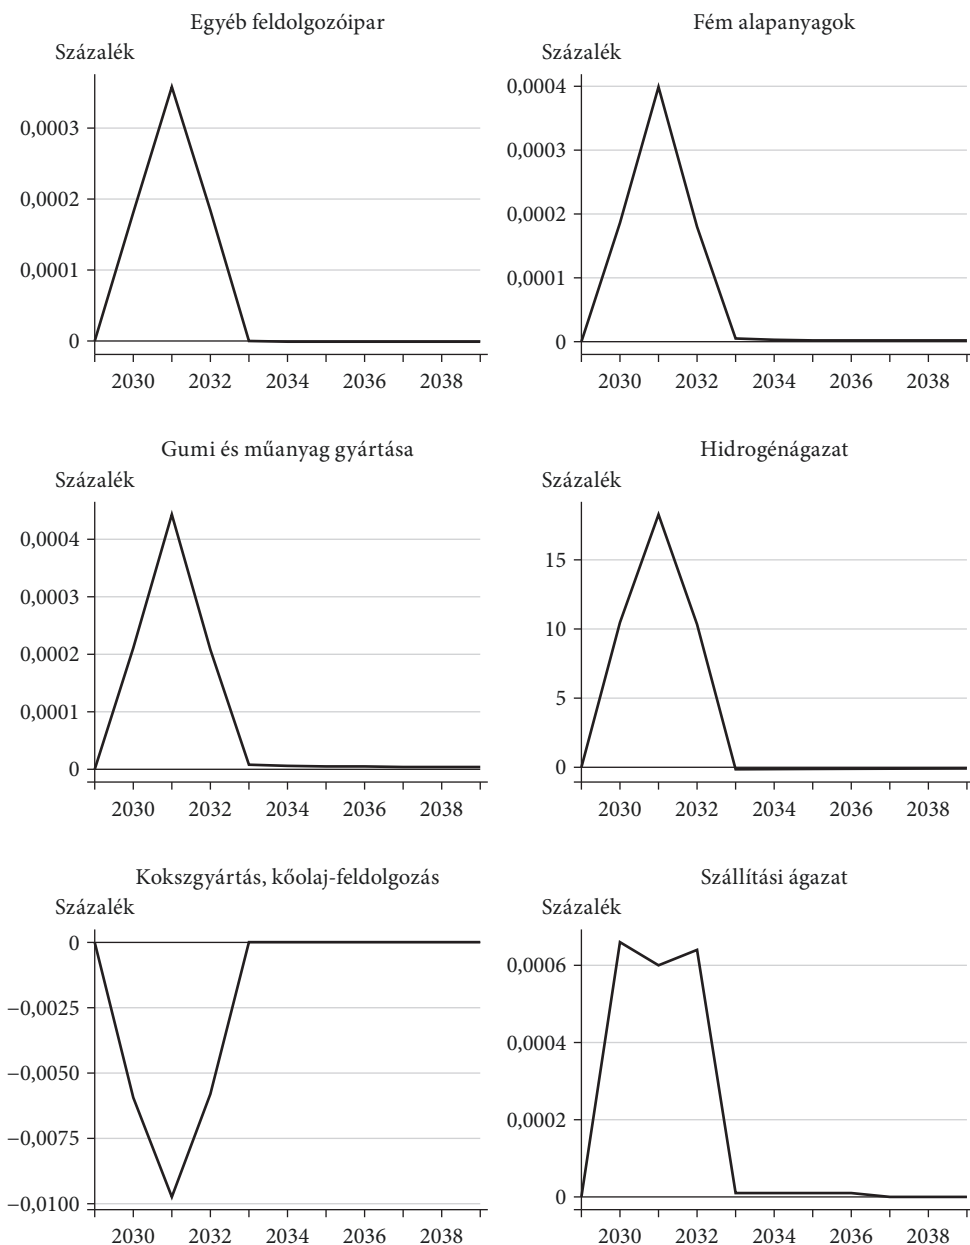 Egyéb feldolgozóipar
Százalék
0,0003
0,0002
0,0001
0
2030 2032 2034 2036 2038
Fém alapanyagok
Százalék
0,0004
0,0003
0,0002
0,0001
0
2030 2032 2034 2036 2038
Gumi és műanyag gyártása
Százalék
0,0004
0,0003
0,0002
0,0001
0
2030 2032 2034 2036 2038
Hidrogénágazat
Százalék
15
10
5
0
2030 2032 2034 2036 2038
Kokszgyártás, kőolaj-feldolgozás
Százalék
0
−0,0025
−0,0050
−0,0075
−0,0100
2030 2032 2034 2036 2038
Szállítási ágazat
Százalék
0,0006
0,0004
0,0002
0
2030 2032 2034 2036 2038